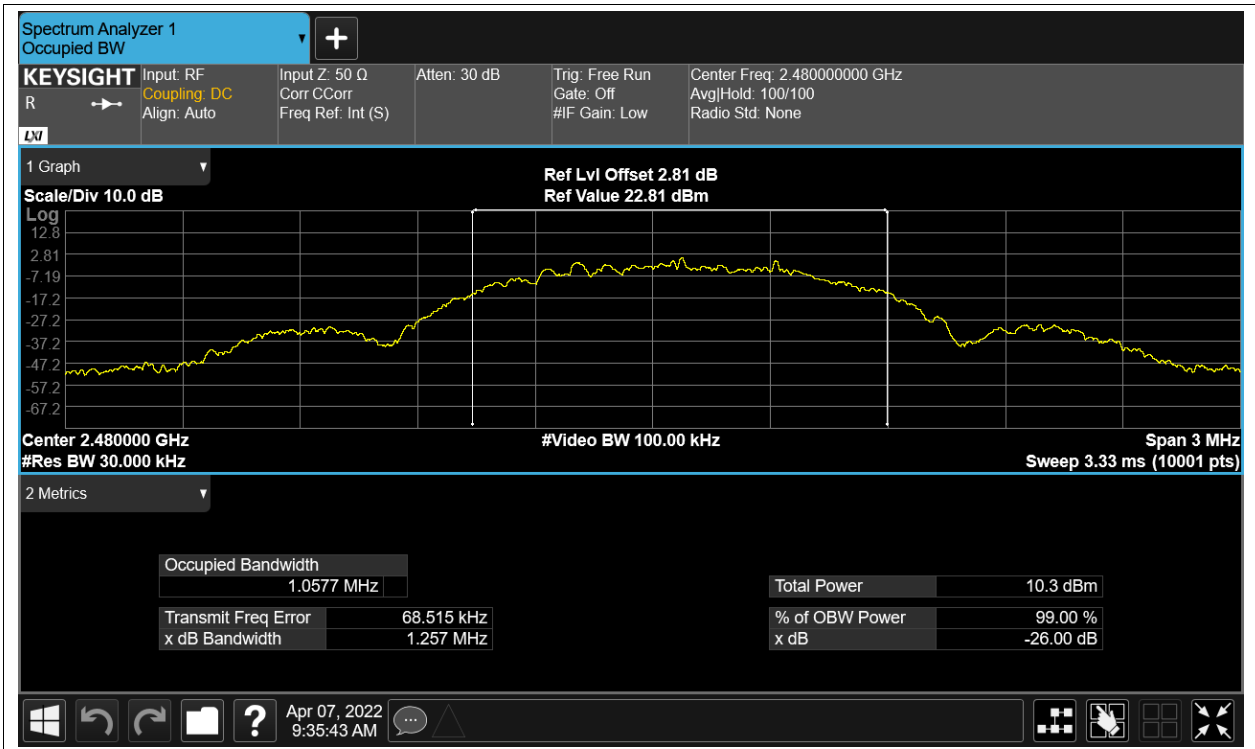 Spectrum Analyzer 1
Occupied BW
KEYSIGHT
R
LXI
Input: RF
Coupling: DC
Align: Auto
Input Z: 50 Ω
Corr CCorr
Freq Ref: Int (S)
Atten: 30 dB
Trig: Free Run
Gate: Off
#IF Gain: Low
Center Freq: 2.480000000 GHz
Avg|Hold: 100/100
Radio Std: None
1 Graph
Scale/Div 10.0 dB
Ref Lvl Offset 2.81 dB
Ref Value 22.81 dBm
Log
12.8
2.81
-7.19
-17.2
-27.2
-37.2
-47.2
-57.2
-67.2
Center 2.480000 GHz
#Res BW 30.000 kHz
#Video BW 100.00 kHz
Span 3 MHz
Sweep 3.33 ms (10001 pts)
2 Metrics
Occupied Bandwidth
1.0577 MHz
Transmit Freq Error 68.515 kHz
x dB Bandwidth 1.257 MHz
Total Power 10.3 dBm
% of OBW Power 99.00 %
x dB -26.00 dB
?
Apr 07, 2022
9:35:43 AM